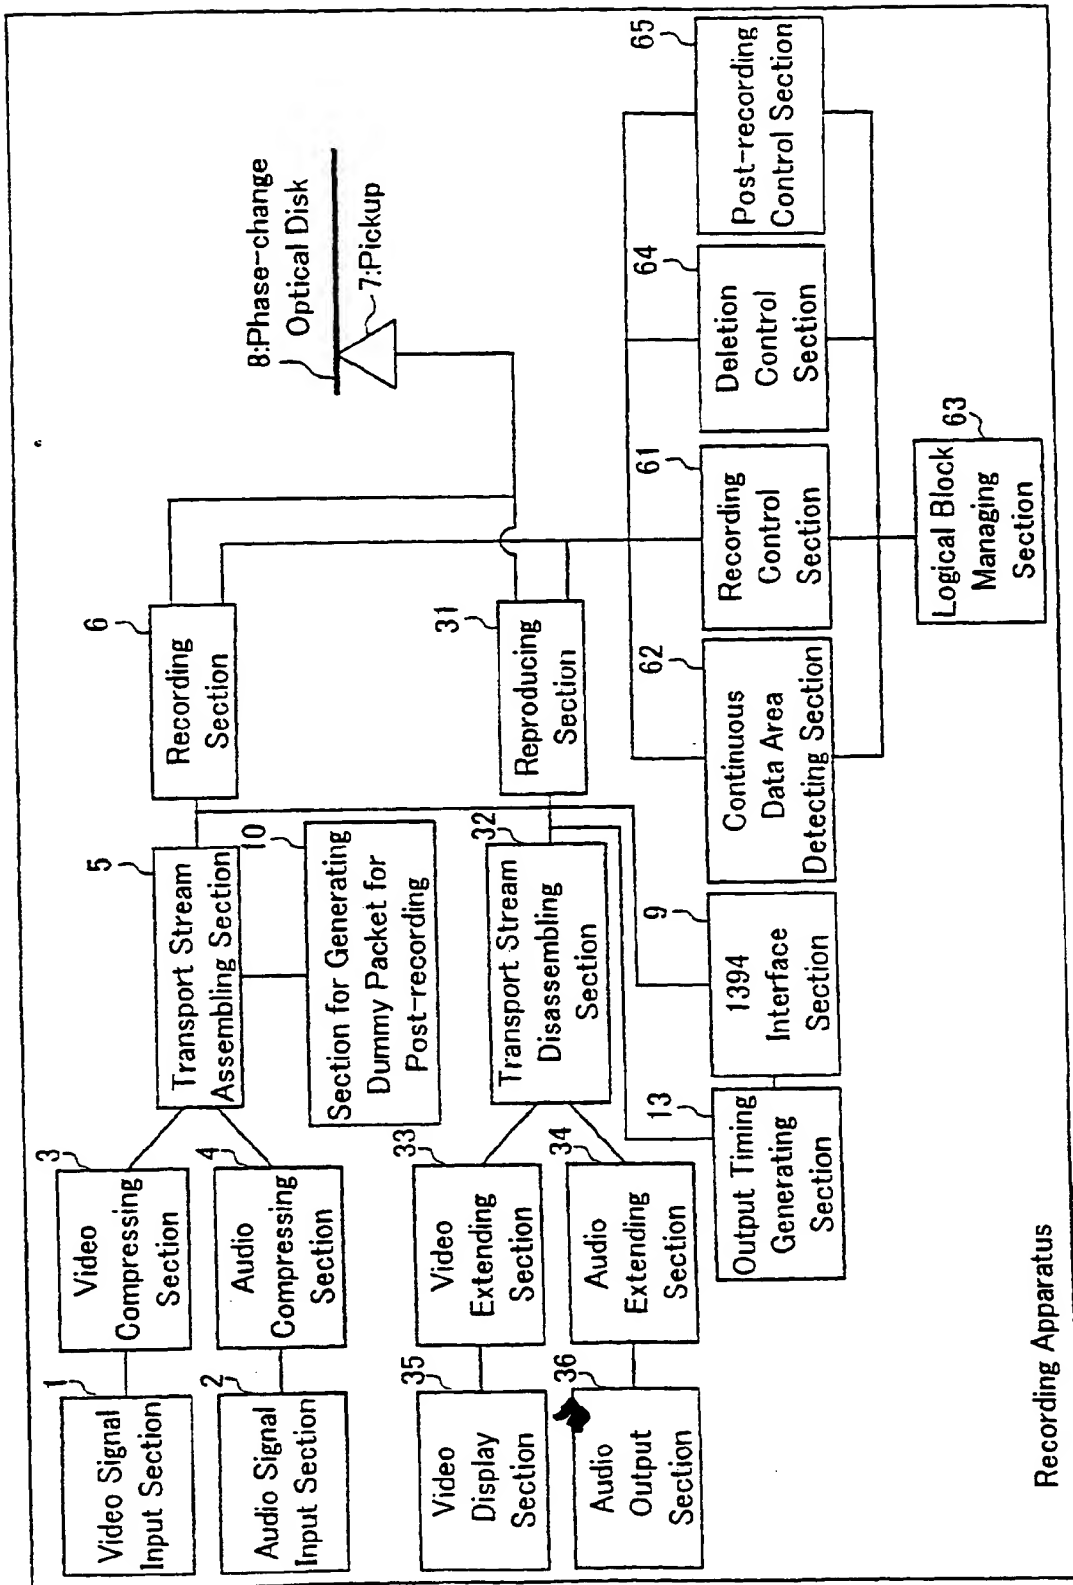 1
Video Signal
Input Section
2
Audio Signal
Input Section
3
Video
Compressing
Section
4
Audio
Compressing
Section
5
Transport Stream
Assembling Section
10
Section for Generating
Dummy Packet for
Post-recording
6
Recording
Section
8:Phase-change
Optical Disk
7:Pickup
35
Video
Display
Section
36
Audio
Output
Section
33
Video
Extending
Section
34
Audio
Extending
Section
32
Transport Stream
Disassembling
Section
31
Reproducing
Section
13
Output Timing
Generating
Section
9
1394
Interface
Section
62
Continuous
Data Area
Detecting Section
61
Recording
Control
Section
64
Deletion
Control
Section
65
Post-recording
Control Section
63
Logical Block
Managing
Section
Recording Apparatus